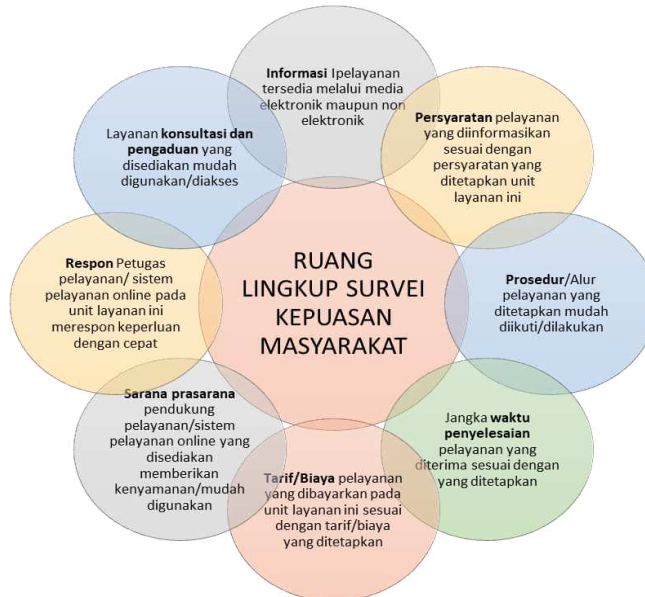 Informasi Ipelayanan
tersedia melalui media
elektronik maupun non
elektronik
Persyaratan pelayanan
yang diinformasikan
sesuai dengan
persyaratan yang
ditetapkan unit
layanan ini
Prosedur/Alur
pelayanan yang
ditetapkan mudah
diikuti/dilakukan
Jangka waktu
penyelesaian
pelayanan yang
diterima sesuai dengan
yang ditetapkan
Tarif/Biaya pelayanan
yang dibayarkan pada
unit layanan ini sesuai
dengan tarif/biaya
yang ditetapkan
Sarana prasarana
pendukung
pelayanan/sistem
pelayanan online yang
disediakan
memberikan
kenyamanan/mudah
digunakan
Respon Petugas
pelayanan/ sistem
pelayanan online pada
unit layanan ini
merespon keperluan
dengan cepat
Layanan konsultasi dan
pengaduan yang
disediakan mudah
digunakan/diakses
RUANG
LINGKUP SURVEI
KEPUASAN
MASYARAKAT